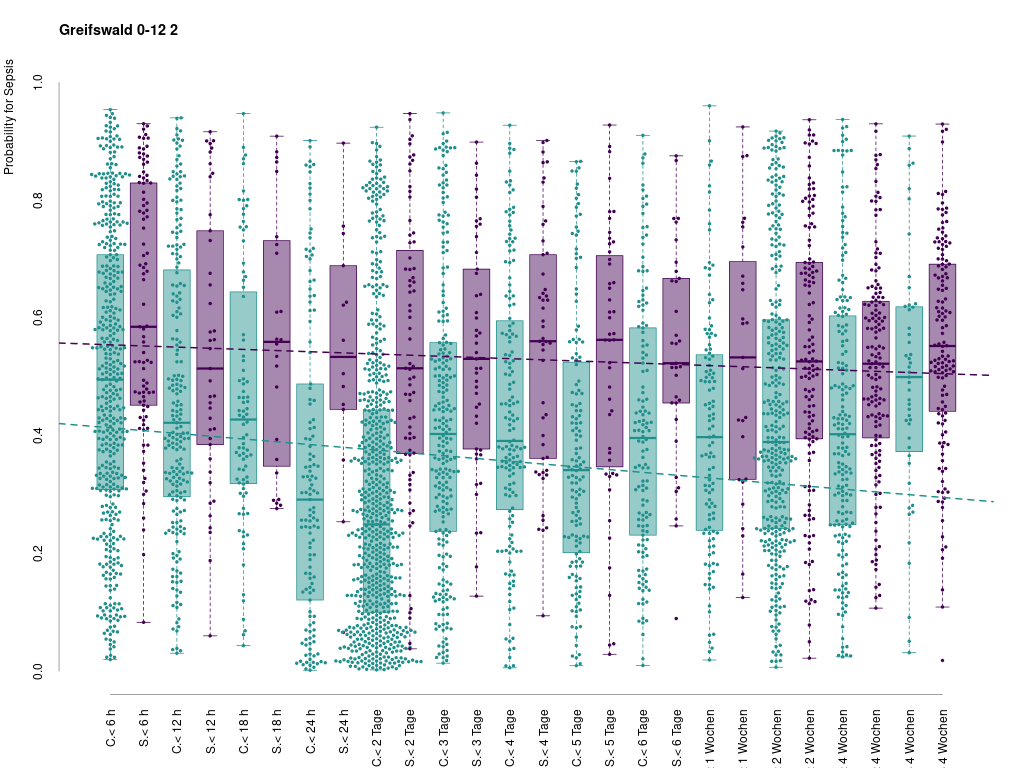 Greifswald 0-12 2
Probability for Sepsis
1.0
0.8
0.6
0.4
0.2
0.0
C.< 6 h
S.< 6 h
C.< 12 h
S.< 12 h
C.< 18 h
S.< 18 h
C.< 24 h
S.< 24 h
C.< 2 Tage
S.< 2 Tage
C.< 3 Tage
S.< 3 Tage
C.< 4 Tage
S.< 4 Tage
C.< 5 Tage
S.< 5 Tage
C.< 6 Tage
S.< 6 Tage
1 Wochen
1 Wochen
2 Wochen
2 Wochen
4 Wochen
4 Wochen
4 Wochen
4 Wochen